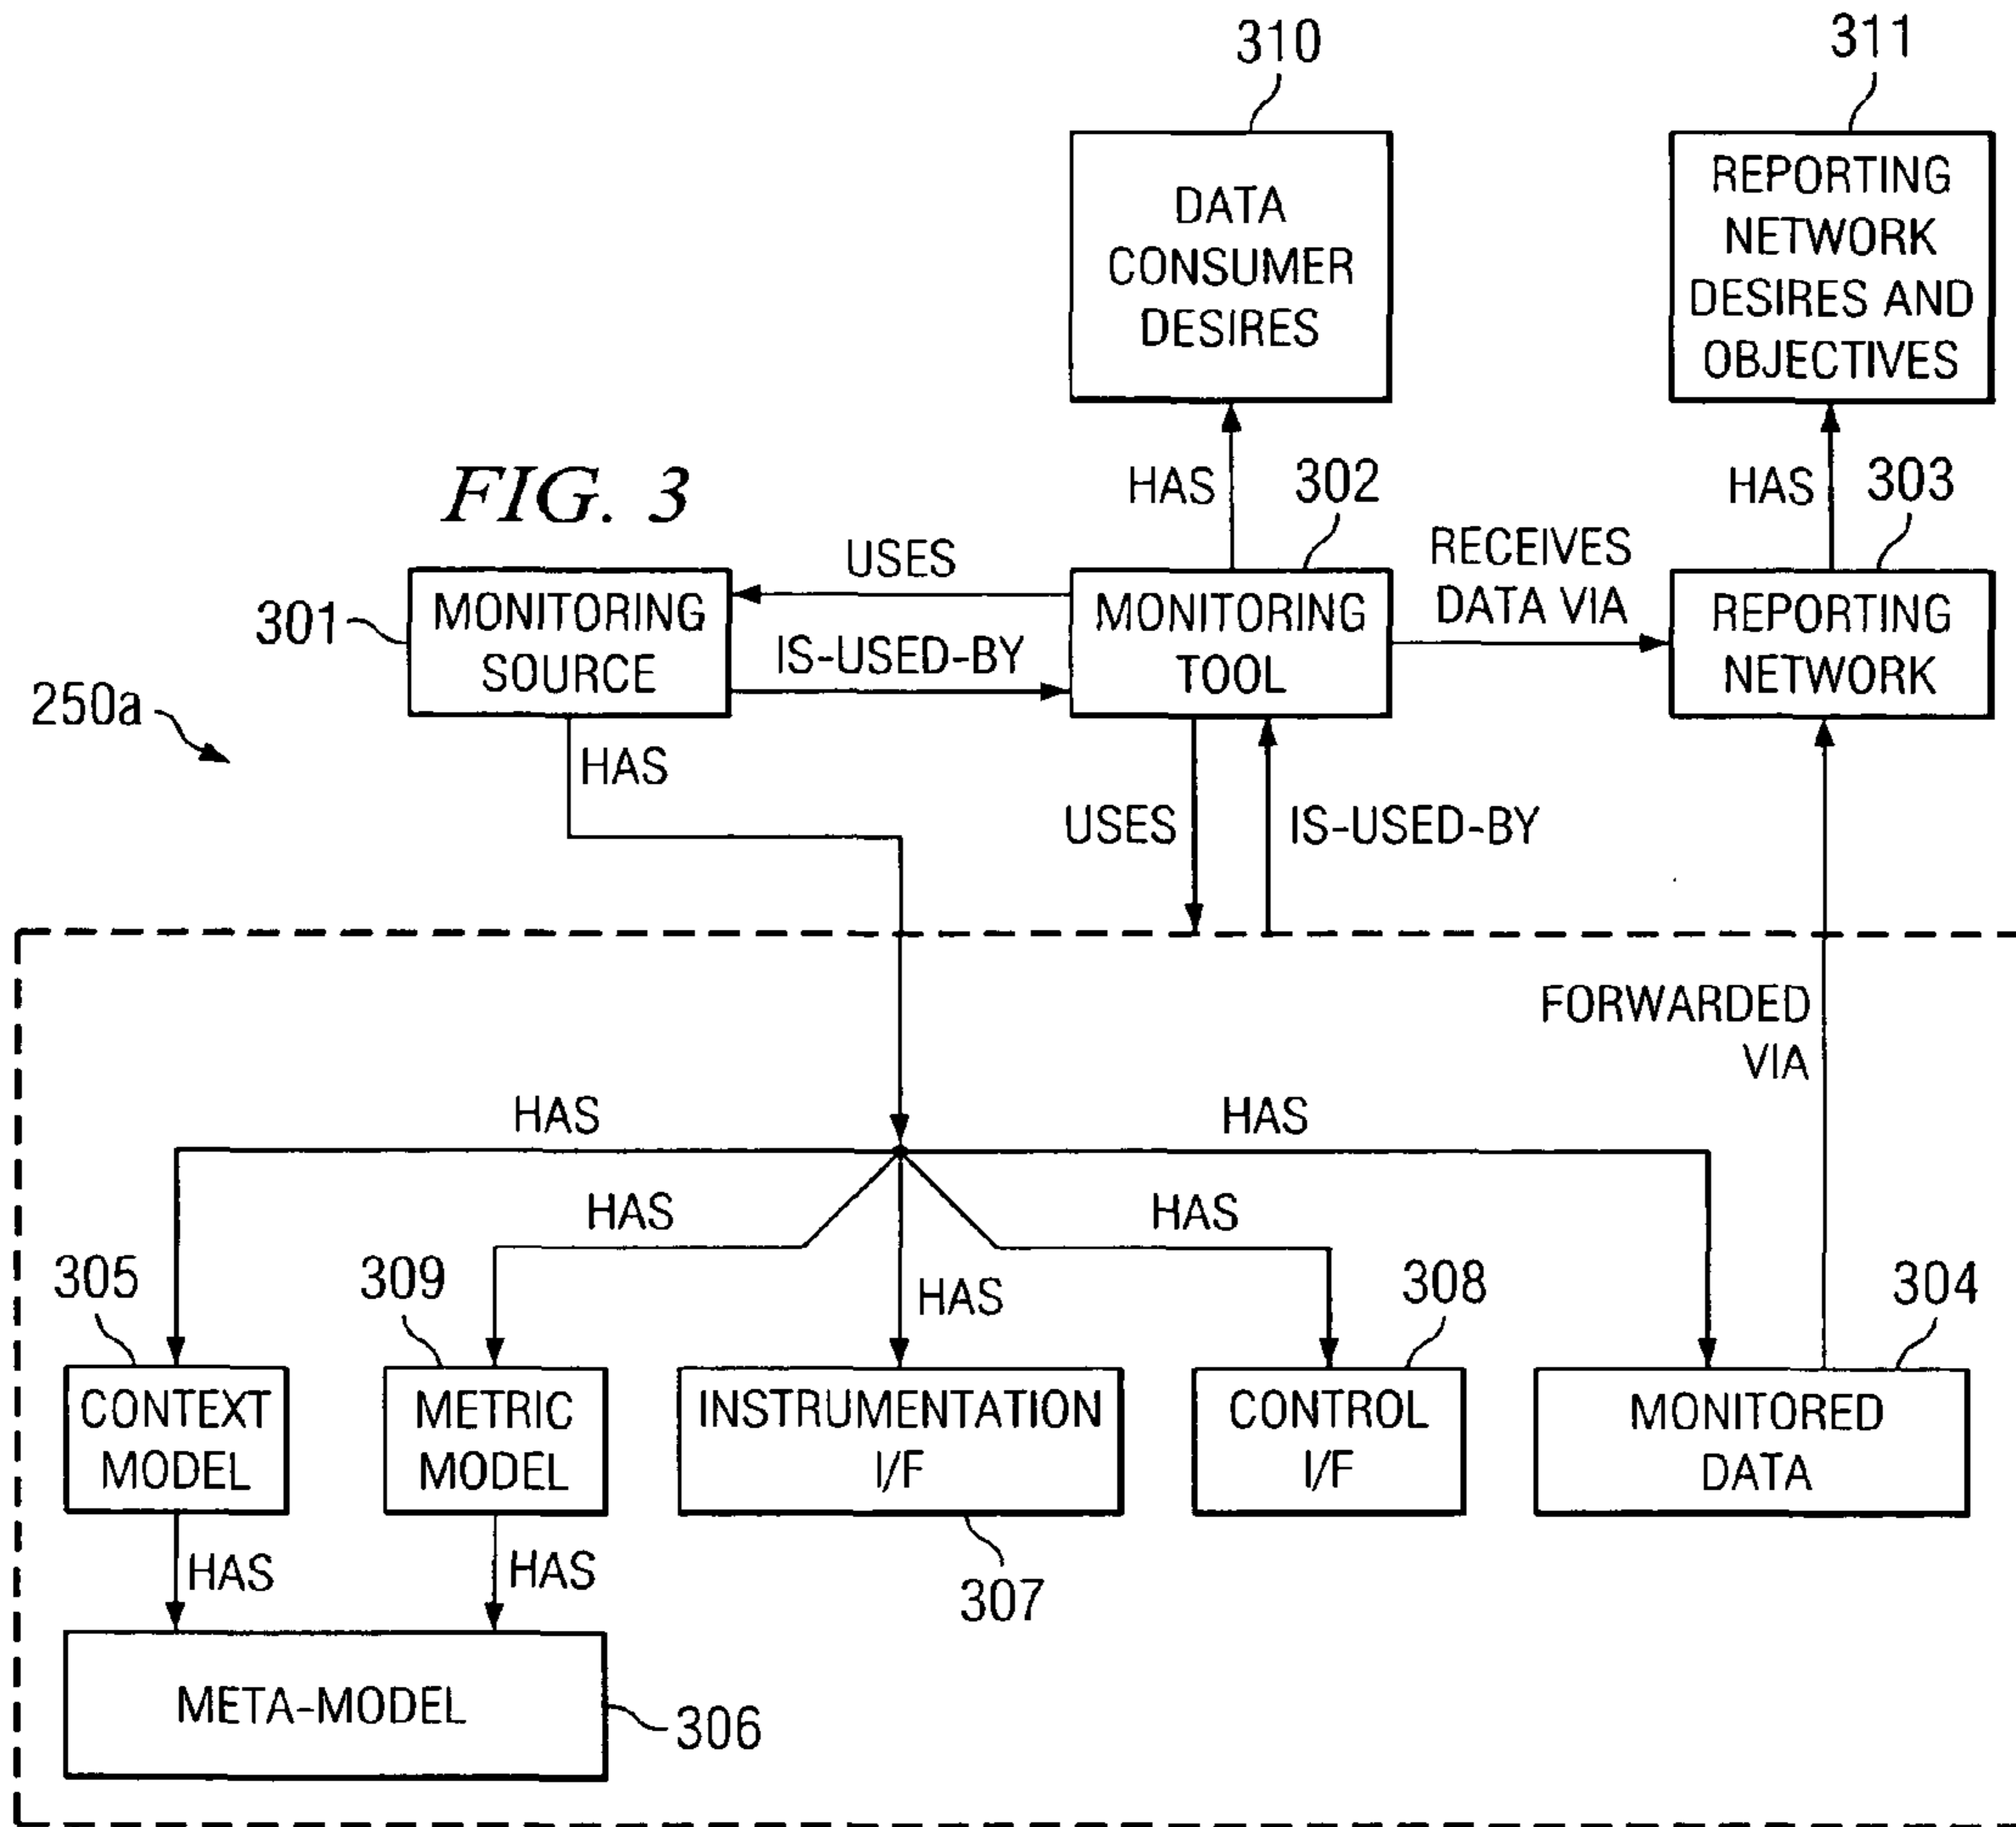 310
311
DATA
CONSUMER
DESIRES
REPORTING
NETWORK
DESIRES AND
OBJECTIVES
FIG. 3
HAS
302
HAS
303
USES
RECEIVES
DATA VIA
301
MONITORING
SOURCE
IS-USED-BY
MONITORING
TOOL
REPORTING
NETWORK
250a
HAS
USES
IS-USED-BY
FORWARDED
VIA
HAS
HAS
HAS
HAS
305
309
HAS
308
304
CONTEXT
MODEL
METRIC
MODEL
INSTRUMENTATION
I/F
CONTROL
I/F
MONITORED
DATA
HAS
HAS
307
META-MODEL
306